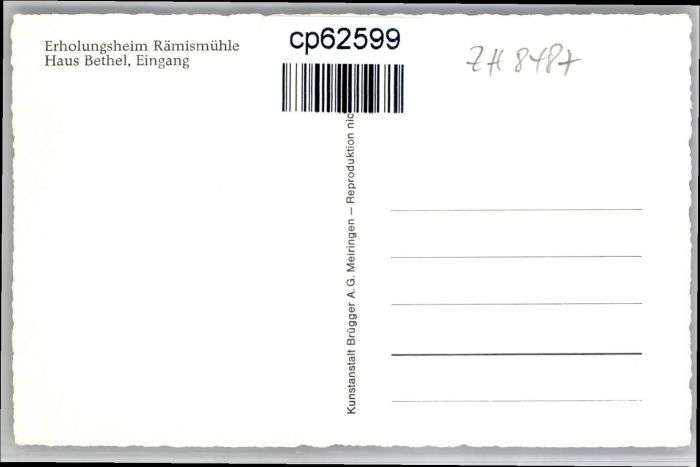 Erholungsheim Rämismühle
Haus Bethel, Eingang
cp62599
ZH 8487
Kunstanstalt Brügger A.G. Meiringen – Reproduktion nic